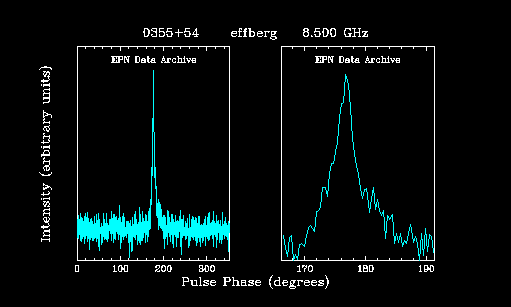 0355+54 effberg 8.500 GHz
EPN Data Archive EPN Data Archive
Intensity (arbitrary units)
0 100 200 300 170 180 190
Pulse Phase (degrees)